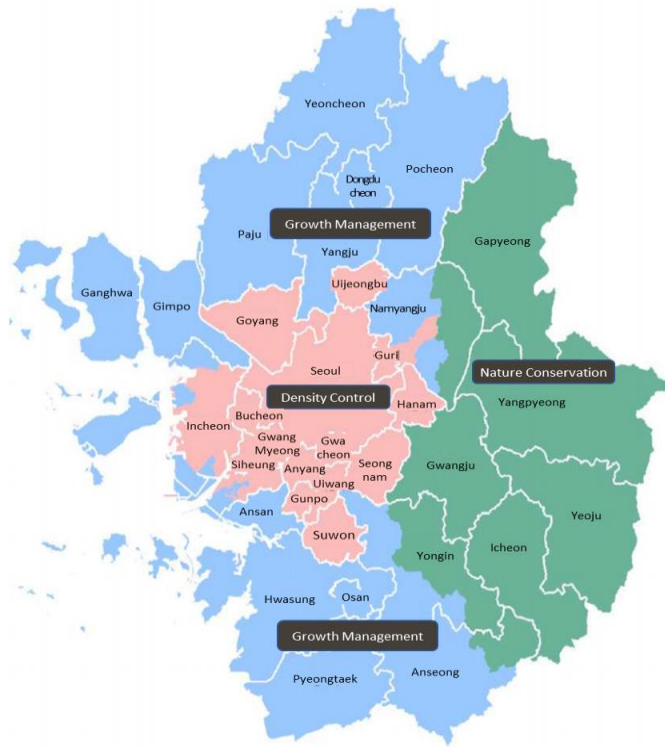 Yeoncheon
Pocheon
Dongdu
cheon
Growth Management
Paju
Yangju
Gapyeong
Uijeongbu
Ganghwa
Gimpo
Namyangju
Goyang
Guri
Seoul
Nature Conservation
Density Control
Hanam
Yangpyeong
Bucheon
Incheon
Gwang
Myeong
Gwa
cheon
Siheung
Anyang
Seong
nam
Gwangju
Uiwang
Gunpo
Ansan
Yeoju
Suwon
Icheon
Yongin
Hwasung
Osan
Growth Management
Anseong
Pyeongtaek